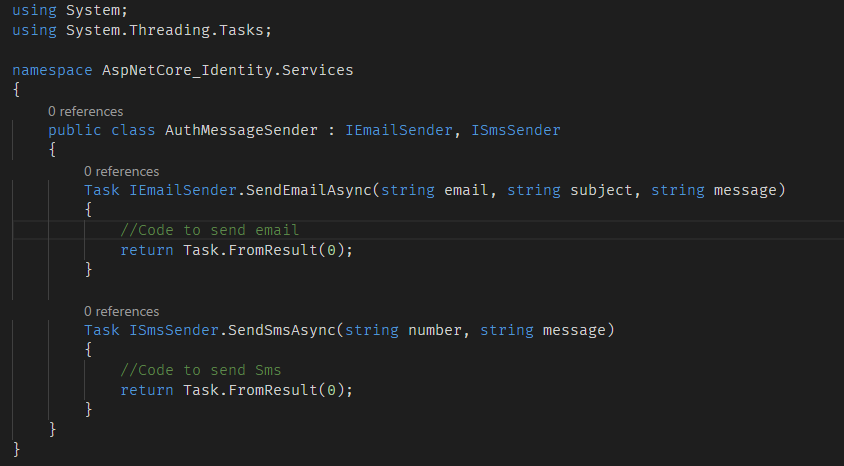 using System;
using System.Threading.Tasks;
namespace AspNetCore_Identity.Services
{
0 references
public class AuthMessageSender : IEmailSender, ISmsSender
{
0 references
Task IEmailSender.SendEmailAsync(string email, string subject, string message)
{
//Code to send email
return Task.FromResult(0);
}
0 references
Task ISmsSender.SendSmsAsync(string number, string message)
{
//Code to send Sms
return Task.FromResult(0);
}
}
}